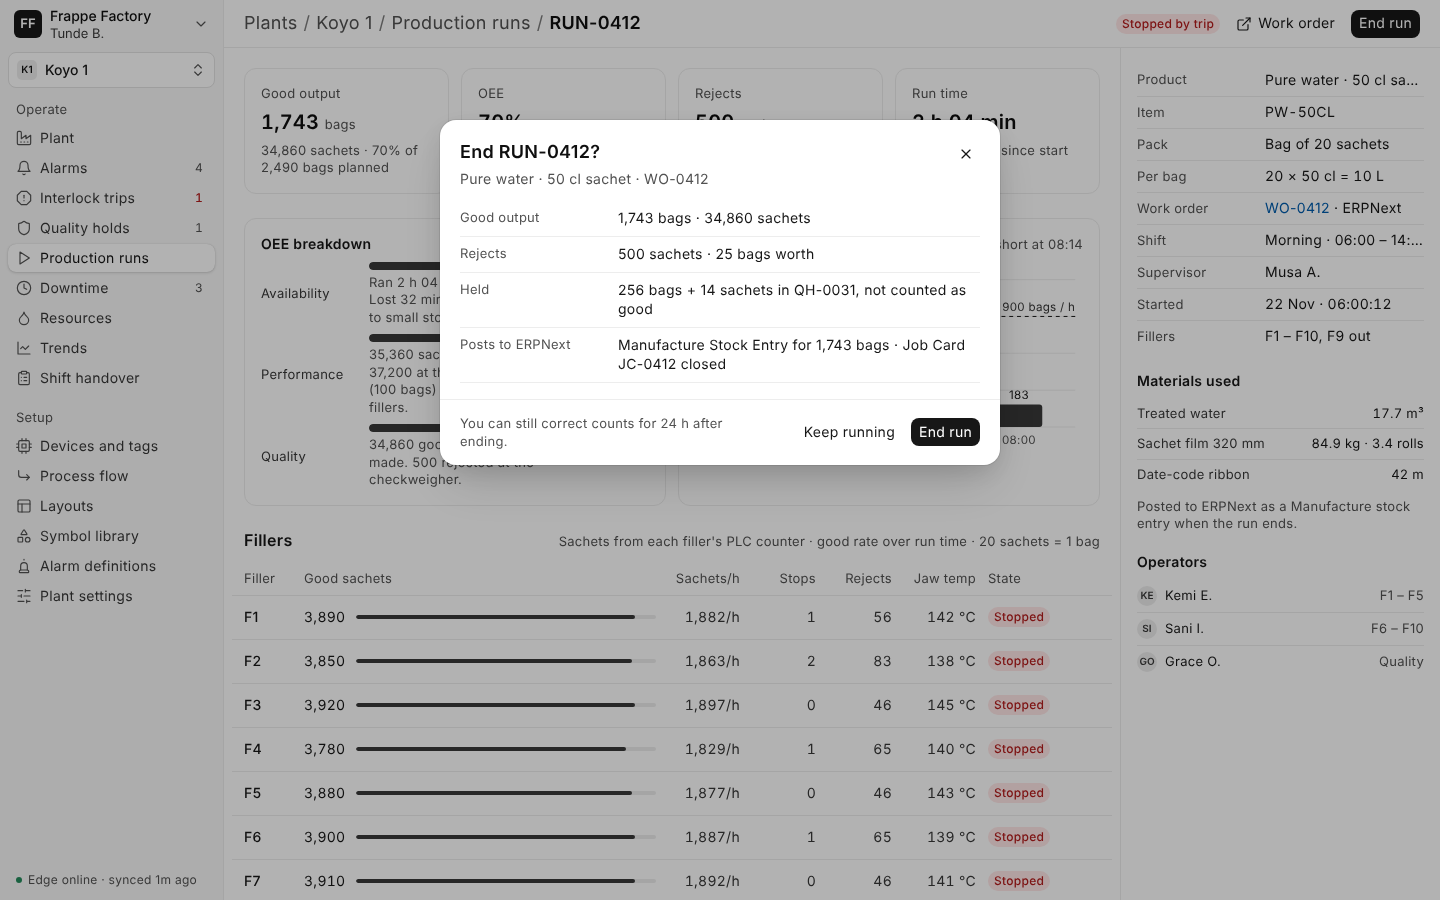 FF
Frappe Factory
Tunde B.
K1 Koyo 1
Operate
Plant
Alarms 4
Interlock trips 1
Quality holds 1
Production runs
Downtime 3
Resources
Trends
Shift handover
Setup
Devices and tags
Process flow
Layouts
Symbol library
Alarm definitions
Plant settings
Edge online · synced 1m ago
Plants / Koyo 1 / Production runs / RUN-0412
Stopped by trip
Work order
End run
Good output
1,743 bags
34,860 sachets · 70% of
2,490 bags planned
OEE
Rejects
Run time
since start
End RUN-0412?
Pure water · 50 cl sachet · WO-0412
Good output 1,743 bags · 34,860 sachets
Rejects 500 sachets · 25 bags worth
Held 256 bags + 14 sachets in QH-0031, not counted as
good
Posts to ERPNext Manufacture Stock Entry for 1,743 bags · Job Card
JC-0412 closed
You can still correct counts for 24 h after
ending.
Keep running
End run
OEE breakdown
Availability
Ran 2 h 04
Lost 32 min
to small
Performance
35,360
37,200 at
(100 bags)
fillers.
Quality
34,860
made. 500 rejected at the
checkweigher.
short at 08:14
900 bags / h
183
08:00
Fillers
Sachets from each filler's PLC counter · good rate over run time · 20 sachets = 1 bag
Filler Good sachets Sachets/h Stops Rejects Jaw temp State
F1 3,890 1,882/h 1 56 142 °C Stopped
F2 3,850 1,863/h 2 83 138 °C Stopped
F3 3,920 1,897/h 0 46 145 °C Stopped
F4 3,780 1,829/h 1 65 140 °C Stopped
F5 3,880 1,877/h 0 46 143 °C Stopped
F6 3,900 1,887/h 1 65 139 °C Stopped
F7 3,910 1,892/h 0 46 141 °C Stopped
Product Pure water · 50 cl sa...
Item PW-50CL
Pack Bag of 20 sachets
Per bag 20 × 50 cl = 10 L
Work order WO-0412 · ERPNext
Shift Morning · 06:00 – 14:...
Supervisor Musa A.
Started 22 Nov · 06:00:12
Fillers F1 – F10, F9 out
Materials used
Treated water 17.7 m³
Sachet film 320 mm 84.9 kg · 3.4 rolls
Date-code ribbon 42 m
Posted to ERPNext as a Manufacture stock
entry when the run ends.
Operators
KE Kemi E. F1 – F5
SI Sani I. F6 – F10
GO Grace O. Quality